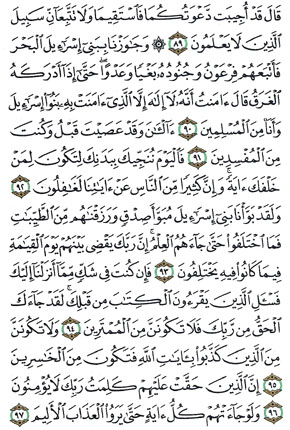 قَالَ قَدْ أُجِيبَت دَّعْوَتُكُمَا فَٱسْتَقِيمَا وَلَا تَتَّبِعَآنِّ سَبِيلَ
ٱلَّذِينَ لَا يَعْلَمُونَ ٨٩ ۞ وَجَٰوَزْنَا بِبَنِىٓ إِسْرَٰٓءِيلَ ٱلْبَحْرَ
فَأَتْبَعَهُمْ فِرْعَوْنُ وَجُنُودُهُۥ بَغْيًا وَعَدْوًا ۖ حَتَّىٰٓ إِذَآ أَدْرَكَهُ
ٱلْغَرَقُ قَالَ ءَامَنتُ أَنَّهُۥ لَآ إِلَٰهَ إِلَّا ٱلَّذِىٓ ءَامَنَتْ بِهِۦ بَنُوٓا۟ إِسْرَٰٓءِيلَ
وَأَنَا۠ مِنَ ٱلْمُسْلِمِينَ ٩٠ ءَآلْـَٰٔنَ وَقَدْ عَصَيْتَ قَبْلُ وَكُنتَ
مِنَ ٱلْمُفْسِدِينَ ٩١ فَٱلْيَوْمَ نُنَجِّيكَ بِبَدَنِكَ لِتَكُونَ لِمَنْ
خَلْفَكَ ءَايَةً ۚ وَإِنَّ كَثِيرًا مِّنَ ٱلنَّاسِ عَنْ ءَايَٰتِنَا لَغَٰفِلُونَ ٩٢
وَلَقَدْ بَوَّأْنَا بَنِىٓ إِسْرَٰٓءِيلَ مُبَوَّأَ صِدْقٍ وَرَزَقْنَٰهُم مِّنَ ٱلطَّيِّبَٰتِ
فَمَا ٱخْتَلَفُوا۟ حَتَّىٰ جَآءَهُمُ ٱلْعِلْمُ ۚ إِنَّ رَبَّكَ يَقْضِى بَيْنَهُمْ يَوْمَ ٱلْقِيَٰمَةِ
فِيمَا كَانُوا۟ فِيهِ يَخْتَلِفُونَ ٩٣ فَإِن كُنتَ فِى شَكٍّ مِّمَّآ أَنزَلْنَآ إِلَيْكَ
فَسْـَٔلِ ٱلَّذِينَ يَقْرَءُونَ ٱلْكِتَٰبَ مِن قَبْلِكَ ۚ لَقَدْ جَآءَكَ
ٱلْحَقُّ مِن رَّبِّكَ فَلَا تَكُونَنَّ مِنَ ٱلْمُمْتَرِينَ ٩٤ وَلَا تَكُونَنَّ
مِنَ ٱلَّذِينَ كَذَّبُوا۟ بِـَٔايَٰتِ ٱللَّهِ فَتَكُونَ مِنَ ٱلْخَٰسِرِينَ
٩٥ إِنَّ ٱلَّذِينَ حَقَّتْ عَلَيْهِمْ كَلِمَتُ رَبِّكَ لَا يُؤْمِنُونَ
٩٦ وَلَوْ جَآءَتْهُمْ كُلُّ ءَايَةٍ حَتَّىٰ يَرَوُا۟ ٱلْعَذَابَ ٱلْأَلِيمَ ٩٧